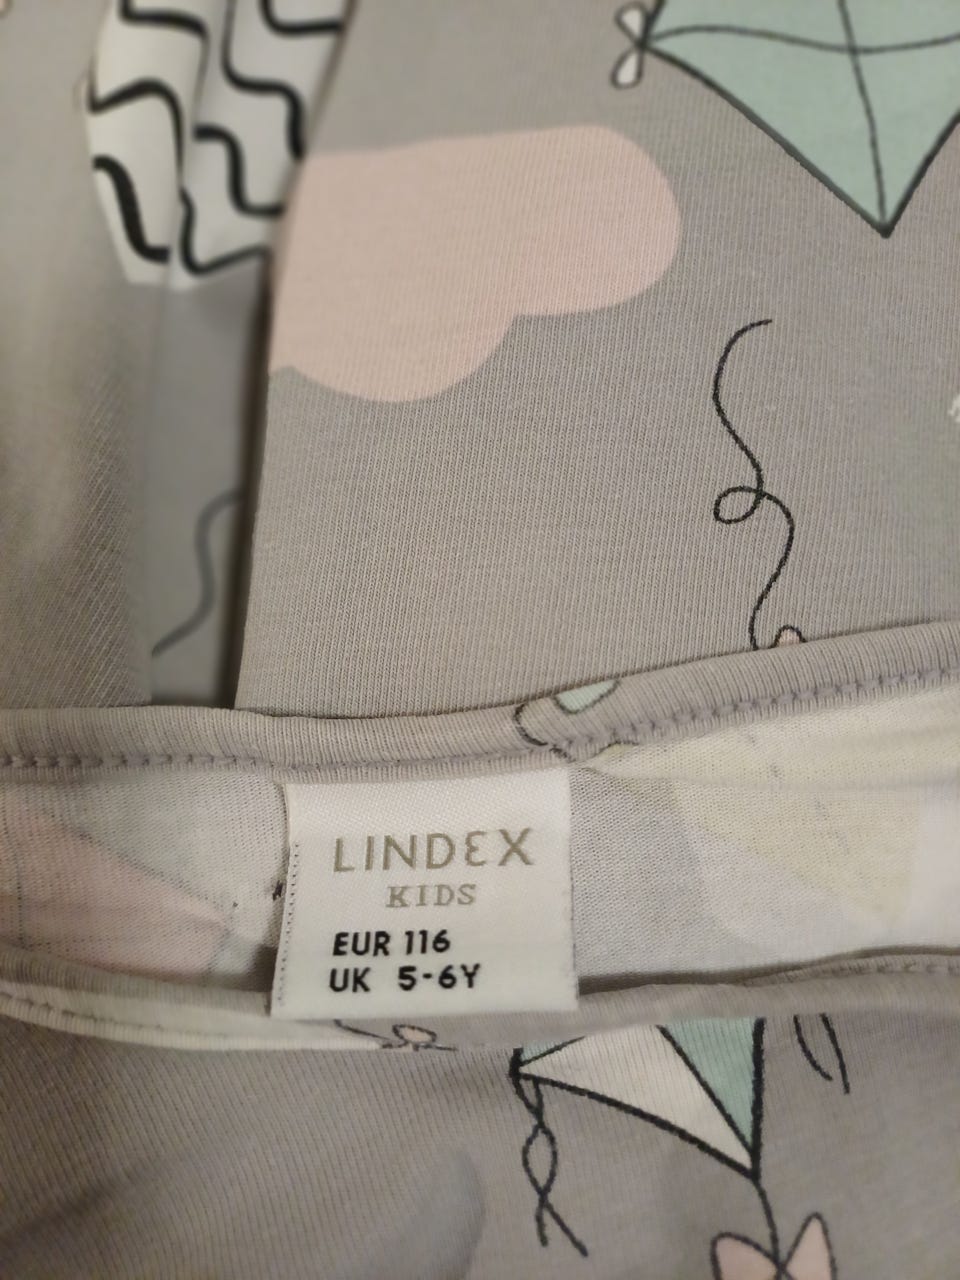 LINDEX
KIDS
EUR 116
UK 5-6Y